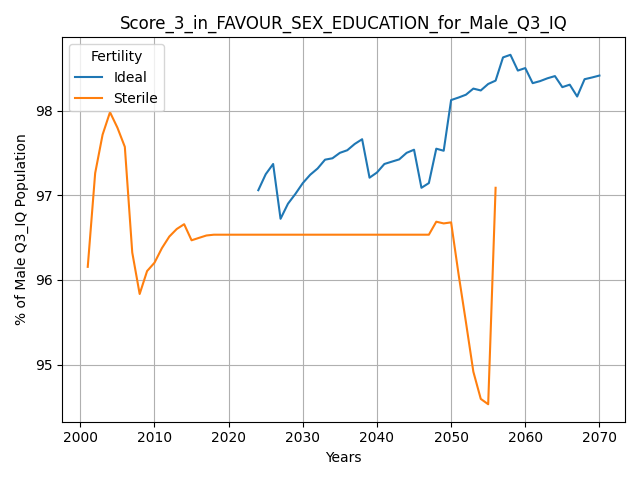 Score_3_in_FAVOUR_SEX_EDUCATION_for_Male_Q3_IQ
Fertility
Ideal
Sterile
% of Male Q3_IQ Population
98
97
96
95
2000 2010 2020 2030 2040 2050 2060 2070
Years